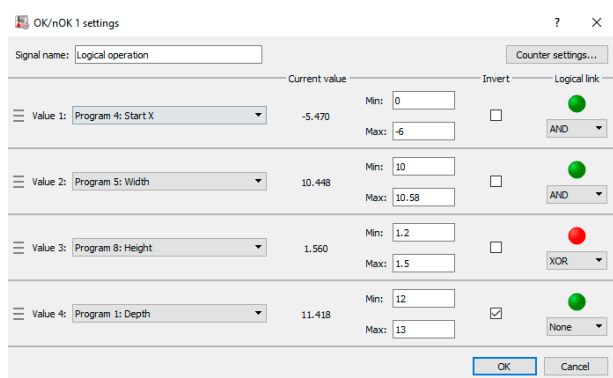 OK/nOK 1 settings ? ×
Signal name: Logical operation Counter settings...
Current value Invert Logical link
Min: 0
Value 1: Program 4: Start X -5.470
Max: -6 AND
Min: 10
Value 2: Program 5: Width 10.448
Max: 10.58 AND
Min: 1.2
Value 3: Program 8: Height 1.560
Max: 1.5 XOR
Min: 12
Value 4: Program 1: Depth 11.418
Max: 13 None
OK Cancel